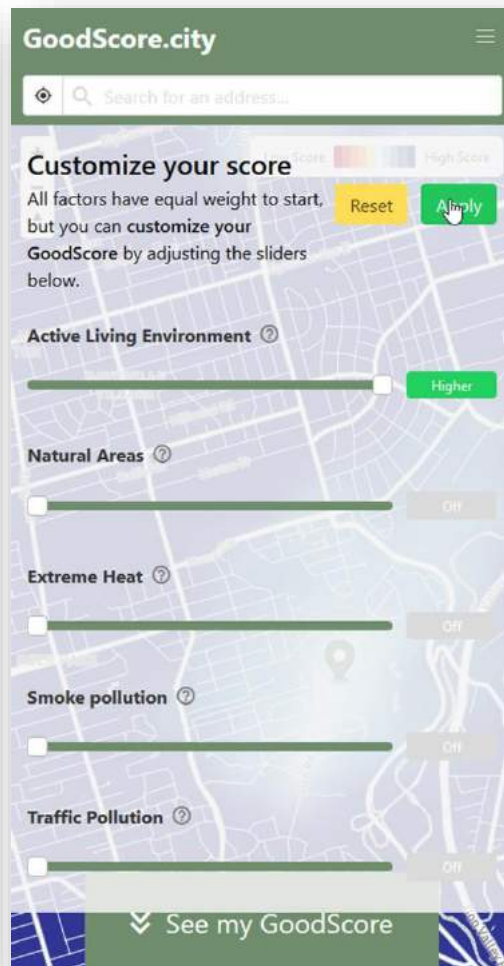 GoodScore.city
Search for an address...
Low Score High Score
Customize your score
All factors have equal weight to start,
but you can customize your
GoodScore by adjusting the sliders
below.
Reset Apply
Active Living Environment
Higher
Natural Areas
Off
Extreme Heat
Off
Smoke pollution
Off
Traffic Pollution
Off
See my GoodScore